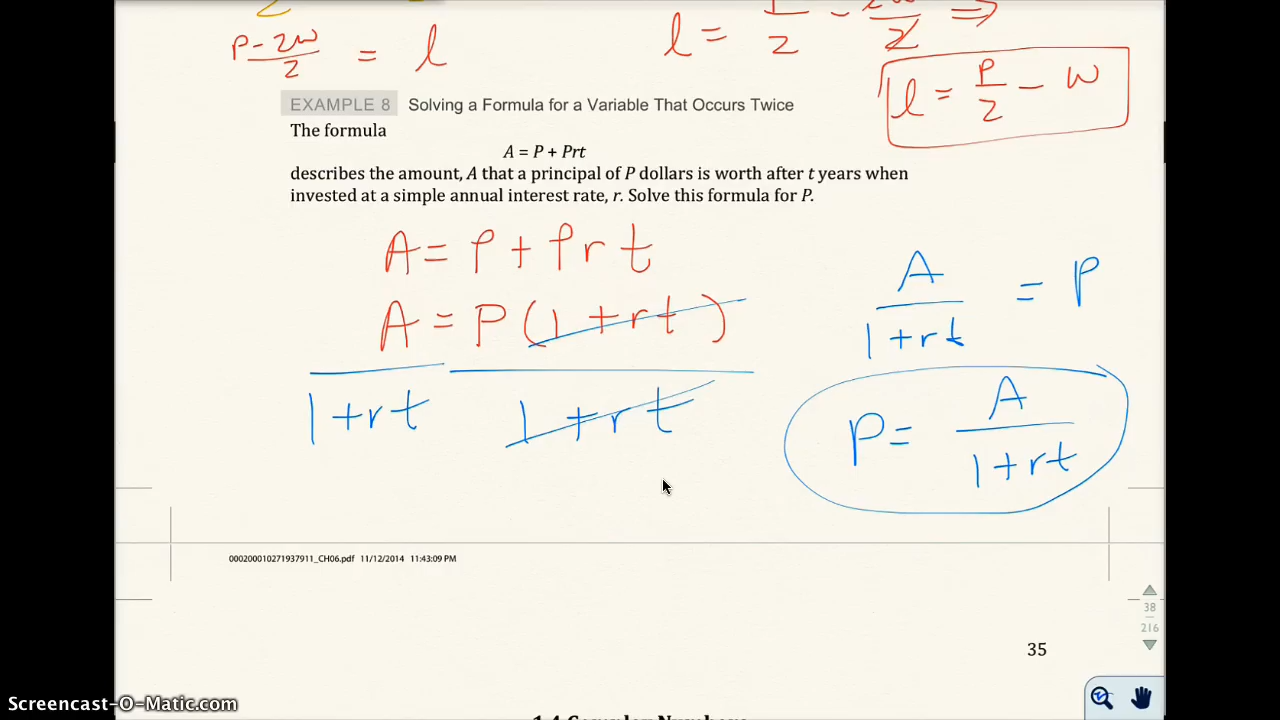 P - 2w / 2 = l
l = P / 2 - 2w / 2 ⇒
l = P / 2 - w
EXAMPLE 8 Solving a Formula for a Variable That Occurs Twice
The formula
A = P + Prt
describes the amount, A that a principal of P dollars is worth after t years when
invested at a simple annual interest rate, r. Solve this formula for P.
A = P + Prt
A = P(1 + rt)
1 + rt 1 + rt
A / 1 + rt = P
P = A / 1 + rt
000200010271937911_CH06.pdf 11/12/2014 11:43:09 PM
38
216
35
Screencast-O-Matic.com